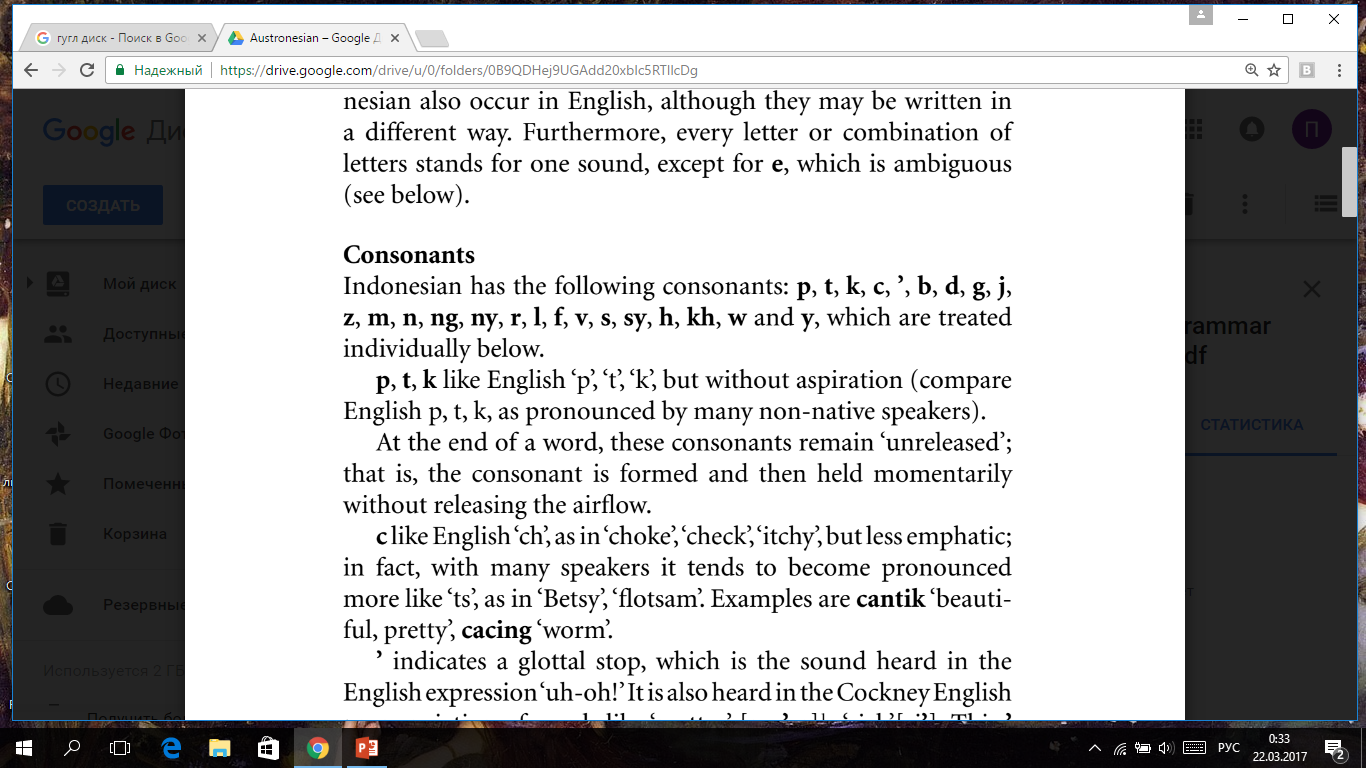 гугл диск - Поиск в Goo
Austronesian – Google Д
Надежный
https://drive.google.com/drive/u/0/folders/0B9QDHej9UGAdd20xblc5RTllcDg
Google Ди
П
СОЗДАТЬ
Мой диск
Доступные
Недавние
Google Фот
Помеченны
Корзина
Резервные
Используется 2 ГБ
Получить бо
nesian also occur in English, although they may be written in
a different way. Furthermore, every letter or combination of
letters stands for one sound, except for e, which is ambiguous
(see below).
Consonants
Indonesian has the following consonants: p, t, k, c, ’, b, d, g, j,
z, m, n, ng, ny, r, l, f, v, s, sy, h, kh, w and y, which are treated
individually below.
p, t, k like English ‘p’, ‘t’, ‘k’, but without aspiration (compare
English p, t, k, as pronounced by many non-native speakers).
At the end of a word, these consonants remain ‘unreleased’;
that is, the consonant is formed and then held momentarily
without releasing the airflow.
c like English ‘ch’, as in ‘choke’, ‘check’, ‘itchy’, but less emphatic;
in fact, with many speakers it tends to become pronounced
more like ‘ts’, as in ‘Betsy’, ‘flotsam’. Examples are cantik ‘beauti-
ful, pretty’, cacing ‘worm’.
’ indicates a glottal stop, which is the sound heard in the
English expression ‘uh-oh!’ It is also heard in the Cockney English
rammar
df
СТАТИСТИКА
РУС
0:33
22.03.2017
2